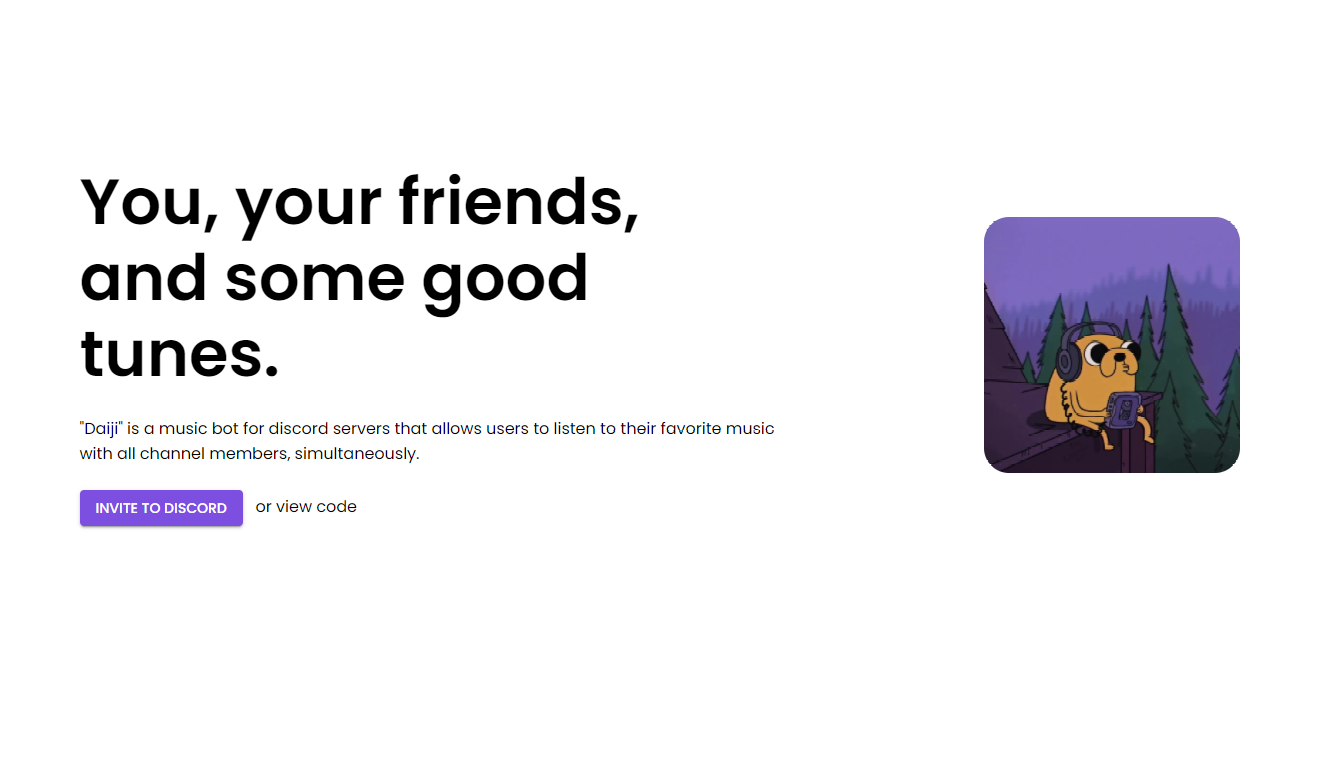 You, your friends,
and some good
tunes.
"Daiji" is a music bot for discord servers that allows users to listen to their favorite music
with all channel members, simultaneously.
INVITE TO DISCORD or view code